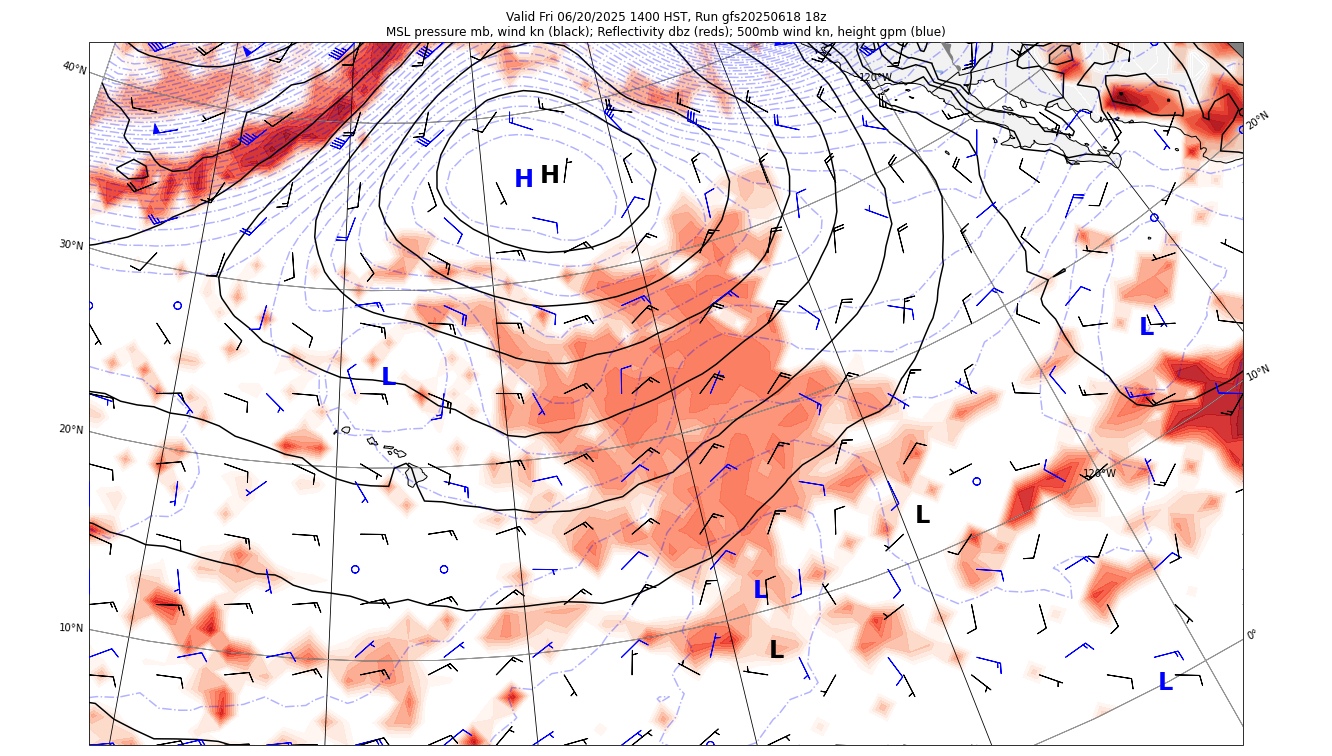 Valid Fri 06/20/2025 1400 HST, Run gfs20250618 18z
MSL pressure mb, wind kn (black); Reflectivity dbz (reds); 500mb wind kn, height gpm (blue)
40°N
120°W
20°N
H H
30°N
L
10°N
L
20°N
120°W
L
L
10°N
0°
L
L